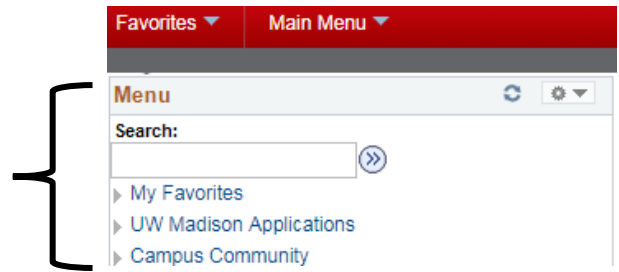 Favorites Main Menu
Menu
Search:
My Favorites
UW Madison Applications
Campus Community